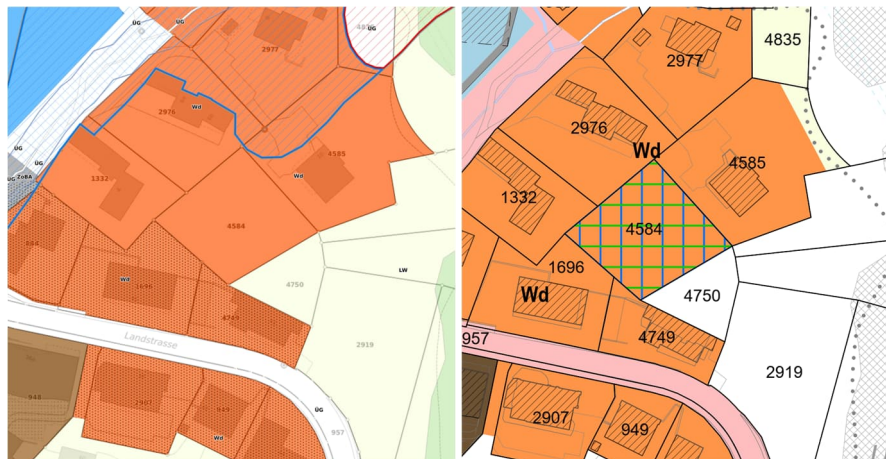 ÜG
2977
2976
Wd
ÜG
ÜG
ÜG
ZöBA
1332
Wd
4585
4584
Wd
1696
4750
LW
4749
Landstrasse
2919
948
2907
949
Wd
ÜG
957
4835
2977
2976
Wd
4585
1332
4584
1696
Wd
4750
957
4749
2919
2907
949